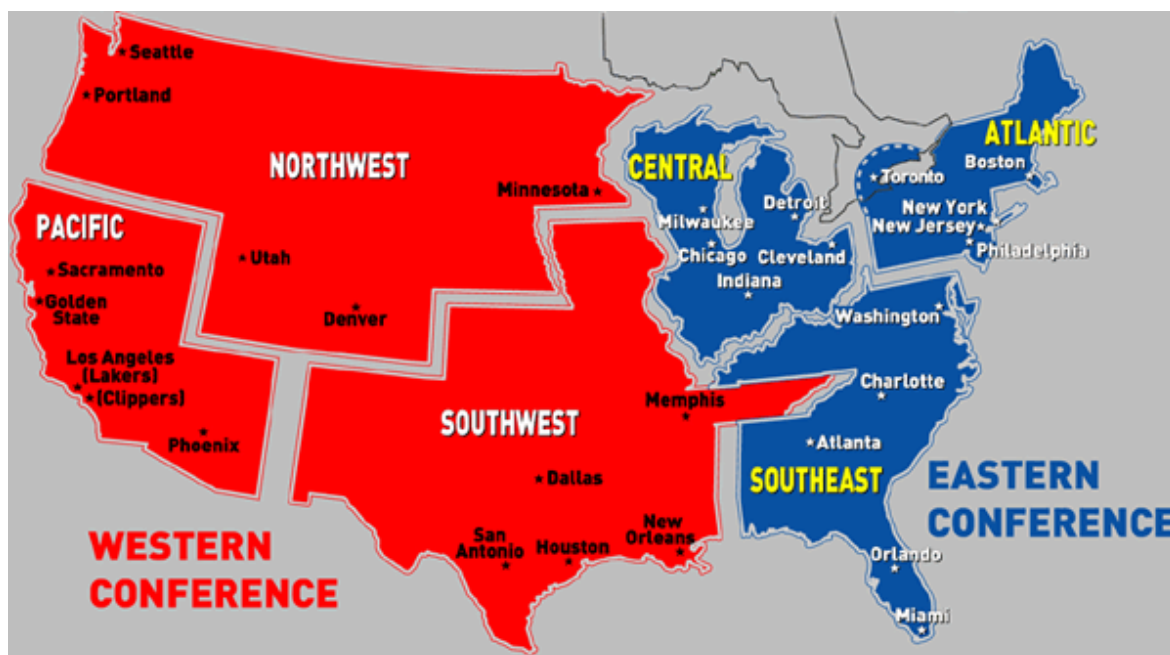 Seattle
Portland
NORTHWEST
Minnesota
Utah
Denver
PACIFIC
Sacramento
Golden
State
Los Angeles
(Lakers)
(Clippers)
Phoenix
SOUTHWEST
Memphis
Dallas
San
Antonio
Houston
New
Orleans
WESTERN
CONFERENCE
CENTRAL
Milwaukee
Detroit
Chicago
Cleveland
Indiana
ATLANTIC
Boston
Toronto
New York
New Jersey
Philadelphia
Washington
Charlotte
Atlanta
SOUTHEAST
Orlando
Miami
EASTERN
CONFERENCE